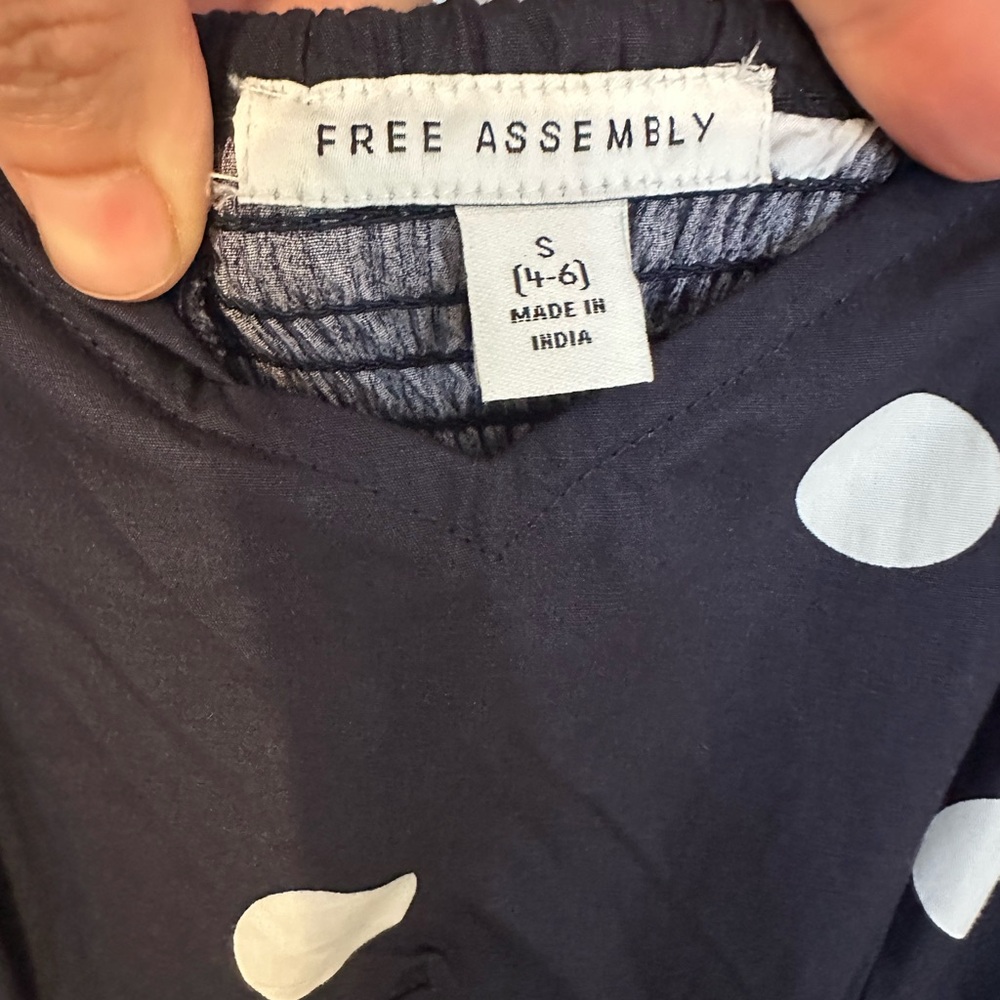 FREE ASSEMBLY
S
(4-6)
MADE IN
INDIA